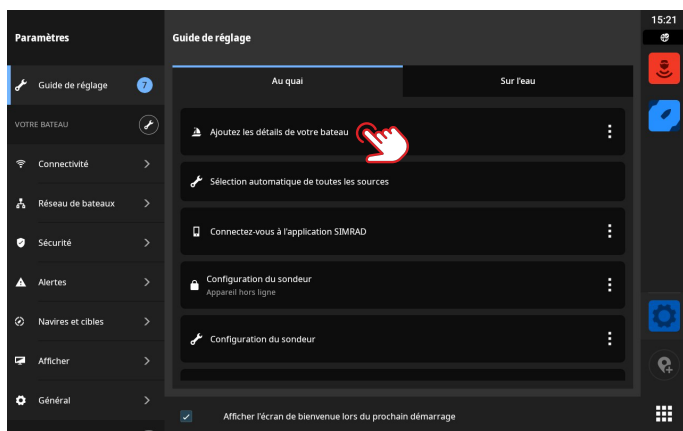 15:21
Paramètres
Guide de réglage
Guide de réglage
7
VOTRE BATEAU
Connectivité
Réseau de bateaux
Sécurité
Alertes
Navires et cibles
Afficher
Général
Au quai
Sur l'eau
Ajoutez les détails de votre bateau
Sélection automatique de toutes les sources
Connectez-vous à l'application SIMRAD
Configuration du sondeur
Appareil hors ligne
Configuration du sondeur
Afficher l'écran de bienvenue lors du prochain démarrage